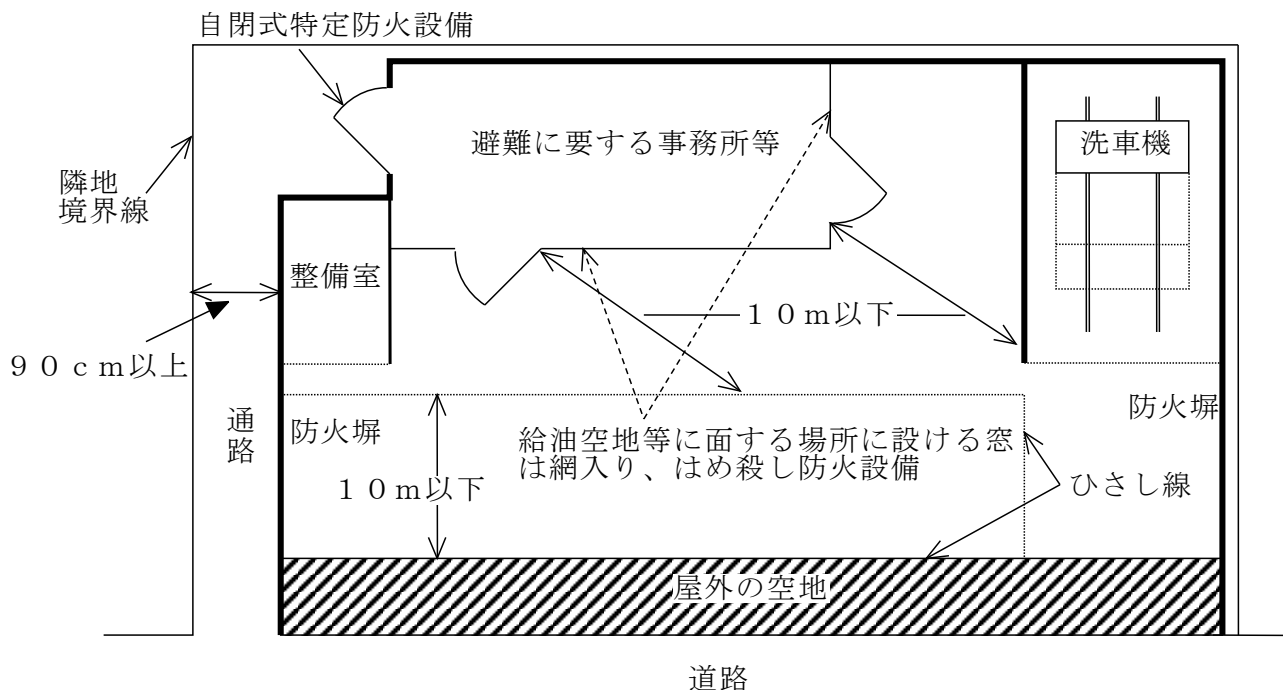 自閉式特定防火設備
避難に要する事務所等
洗車機
隣地
境界線
整備室
１０ｍ以下
９０ｃｍ以上
通路
防火塀
防火塀
給油空地等に面する場所に設ける窓
は網入り、はめ殺し防火設備
１０ｍ以下
ひさし線
屋外の空地
道路